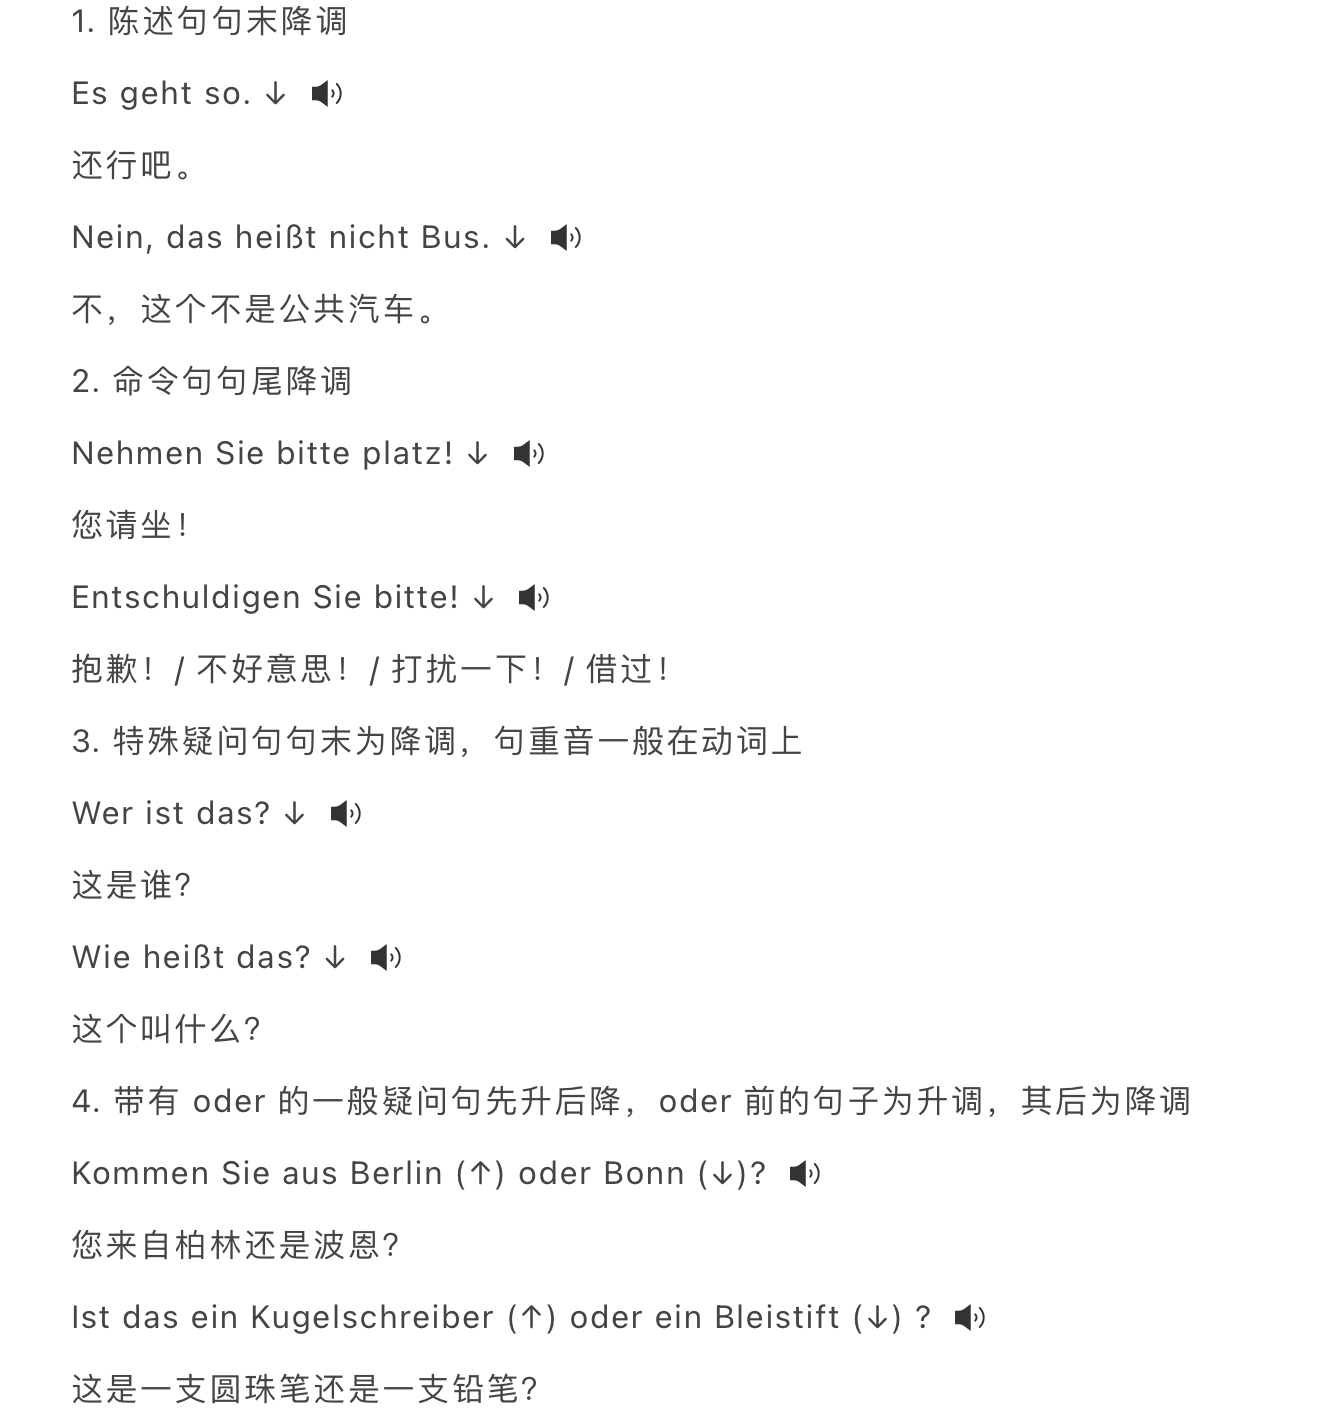 1. 陈述句句末降调
Es geht so. ↓
还行吧。
Nein, das heißt nicht Bus. ↓
不，这个不是公共汽车。
2. 命令句句尾降调
Nehmen Sie bitte platz! ↓
您请坐！
Entschuldigen Sie bitte! ↓
抱歉！/ 不好意思！/ 打扰一下！/ 借过！
3. 特殊疑问句句末为降调，句重音一般在动词上
Wer ist das? ↓
这是谁?
Wie heißt das? ↓
这个叫什么?
4. 带有 oder 的一般疑问句先升后降，oder 前的句子为升调，其后为降调
Kommen Sie aus Berlin (↑) oder Bonn (↓)?
您来自柏林还是波恩?
Ist das ein Kugelschreiber (↑) oder ein Bleistift (↓) ?
这是一支圆珠笔还是一支铅笔?